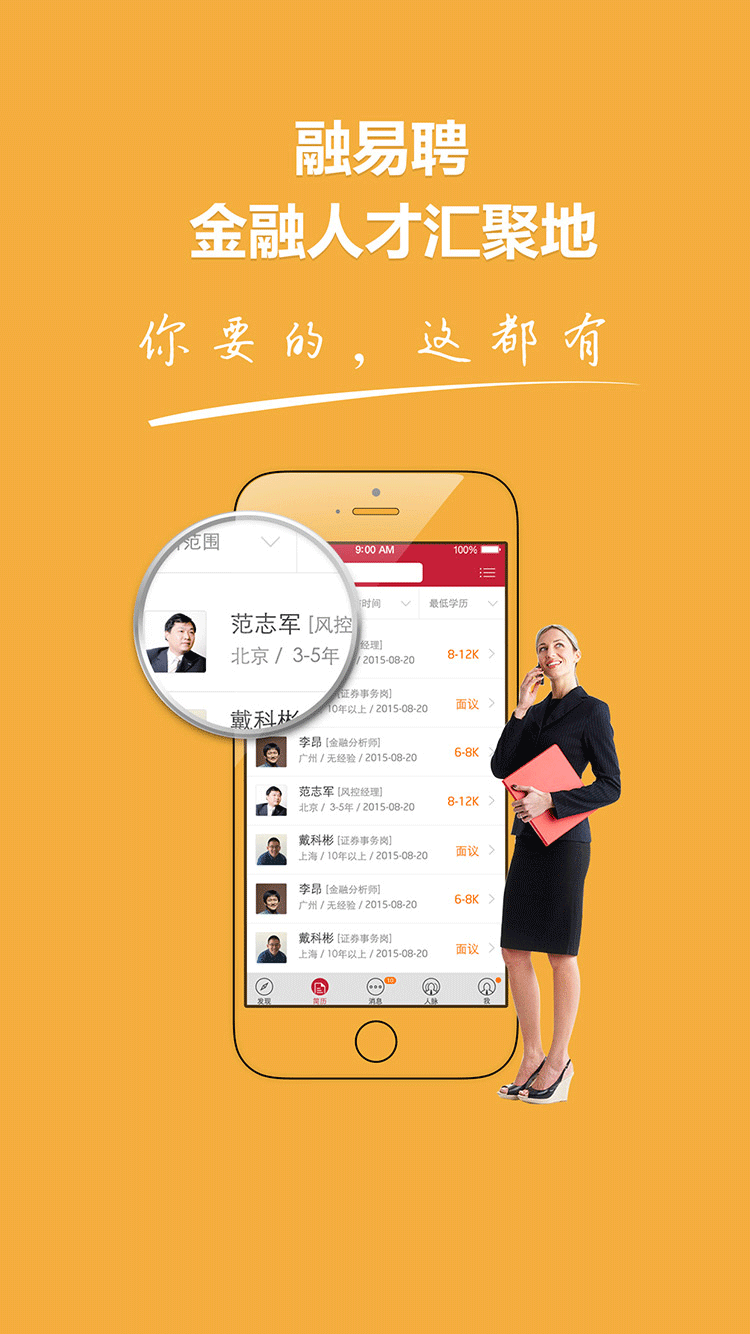 融易聘
金融人才汇聚地
你要的，这都有
9:00 AM 100%
范围
时间 最低学历
范志军 [风控
北京 / 3-5年
戴科彬
经理]
/ 2015-08-20 8-12K
[证券事务岗]
10年以上 / 2015-08-20 面议
李昂 [金融分析师]
广州 / 无经验 / 2015-08-20 6-8K
范志军 [风控经理]
北京 / 3-5年 / 2015-08-20 8-12K
戴科彬 [证券事务岗]
上海 / 10年以上 / 2015-08-20 面议
李昂 [金融分析师]
广州 / 无经验 / 2015-08-20 6-8K
戴科彬 [证券事务岗]
上海 / 10年以上 / 2015-08-20 面议
10
发现 简历 消息 人脉 我